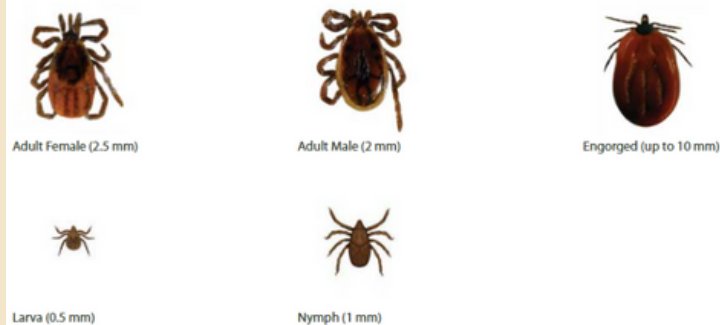 Adult Female (2.5 mm)
Adult Male (2 mm)
Engorged (up to 10 mm)
Larva (0.5 mm)
Nymph (1 mm)